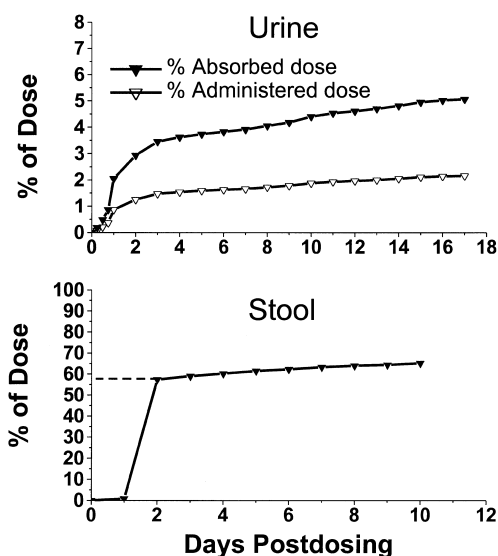 Urine
% Absorbed dose
% Administered dose
% of Dose
8
7
6
5
4
3
2
1
0
0 2 4 6 8 10 12 14 16 18
Stool
% of Dose
100
90
80
70
60
50
40
30
20
10
0
0 2 4 6 8 10 12
Days Postdosing